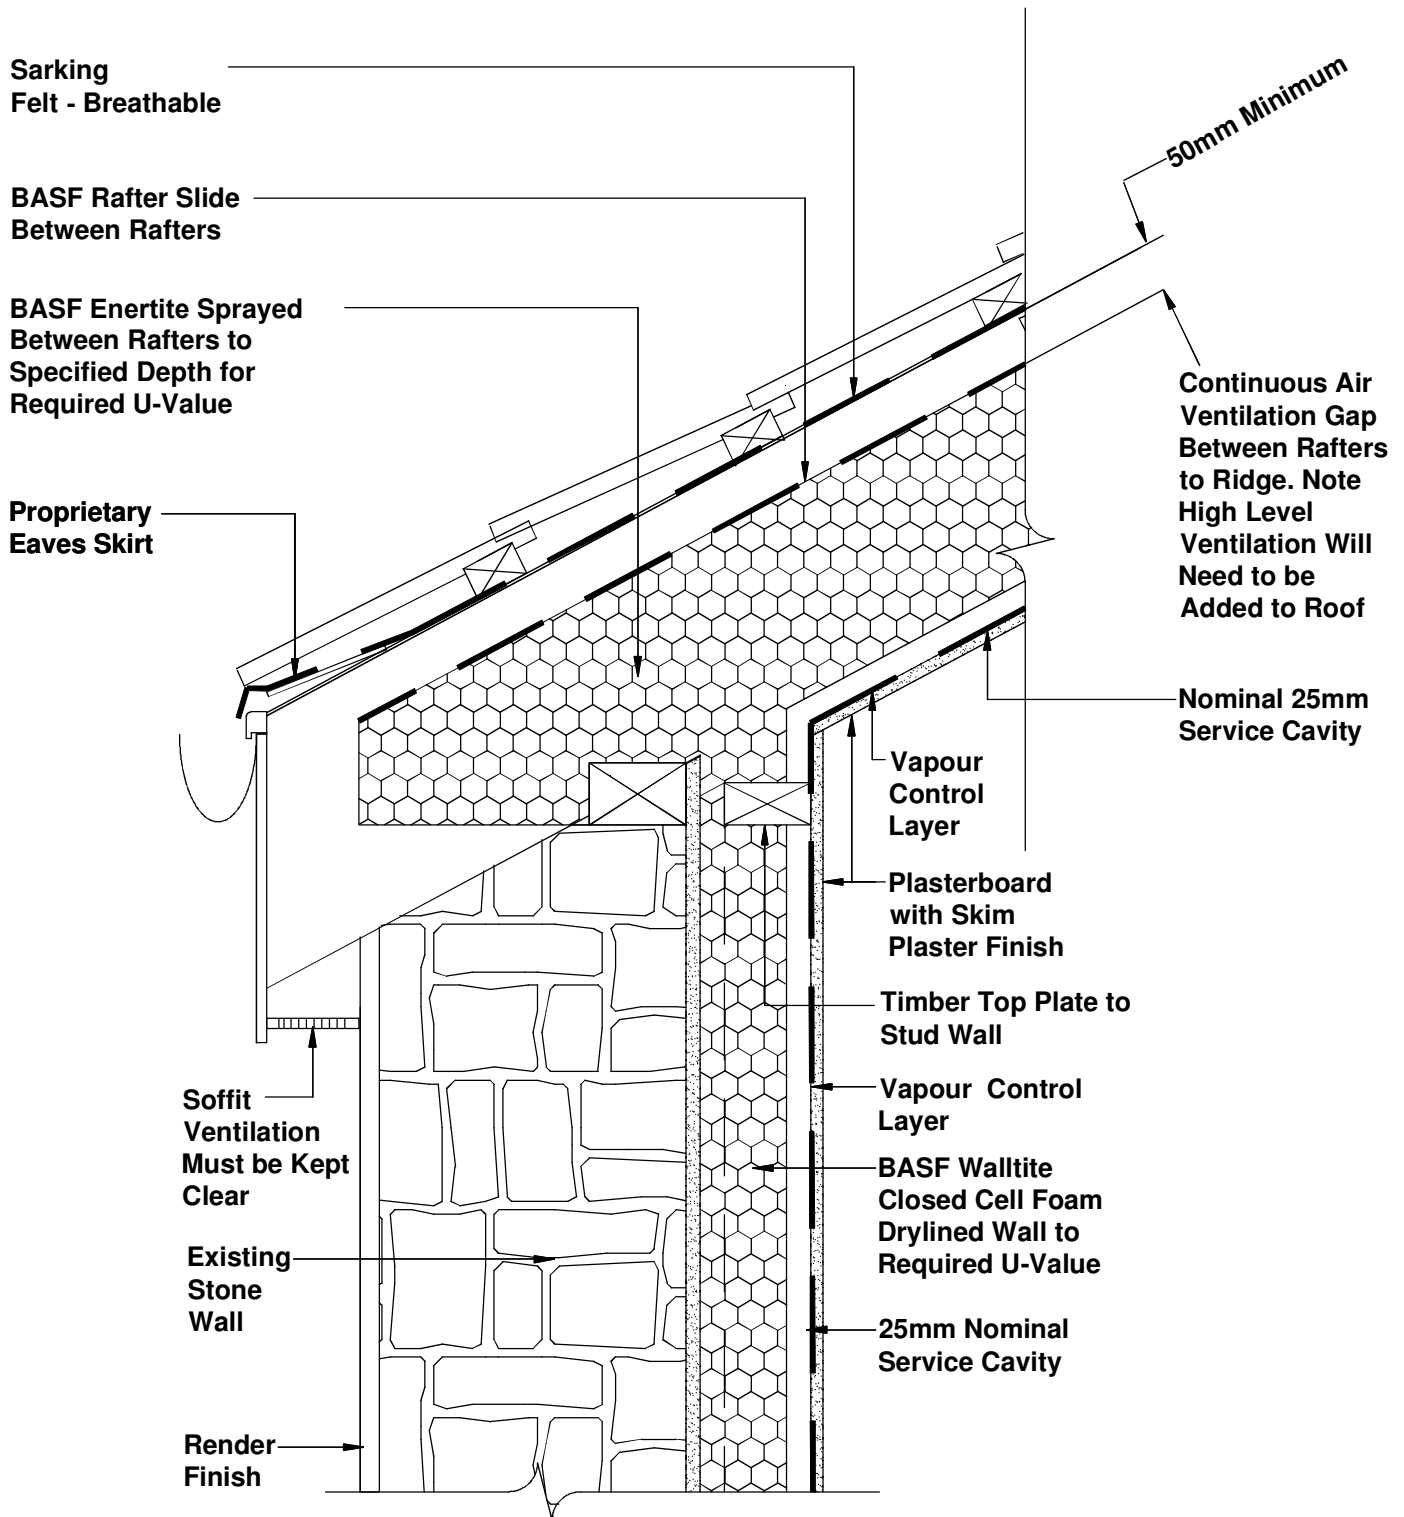 Sarking
Felt - Breathable
BASF Rafter Slide
Between Rafters
BASF Enertite Sprayed
Between Rafters to
Specified Depth for
Required U-Value
Proprietary
Eaves Skirt
50mm Minimum
Continuous Air
Ventilation Gap
Between Rafters
to Ridge. Note
High Level
Ventilation Will
Need to be
Added to Roof
Nominal 25mm
Service Cavity
Vapour
Control
Layer
Plasterboard
with Skim
Plaster Finish
Timber Top Plate to
Stud Wall
Vapour Control
Layer
BASF Walltite
Closed Cell Foam
Drylined Wall to
Required U-Value
25mm Nominal
Service Cavity
Soffit
Ventilation
Must be Kept
Clear
Existing
Stone
Wall
Render
Finish